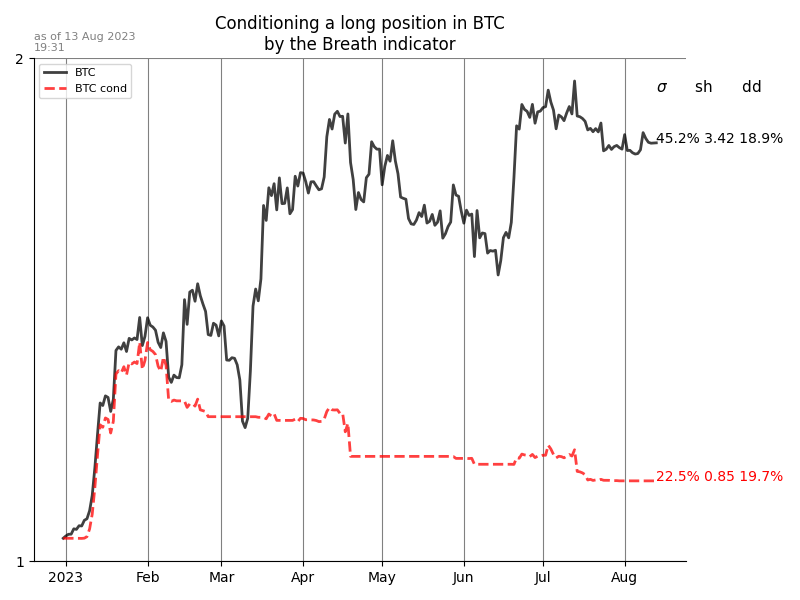 Conditioning a long position in BTC
by the Breath indicator
as of 13 Aug 2023
19:31
2
BTC
BTC cond
σ sh dd
45.2% 3.42 18.9%
22.5% 0.85 19.7%
1
2023 Feb Mar Apr May Jun Jul Aug